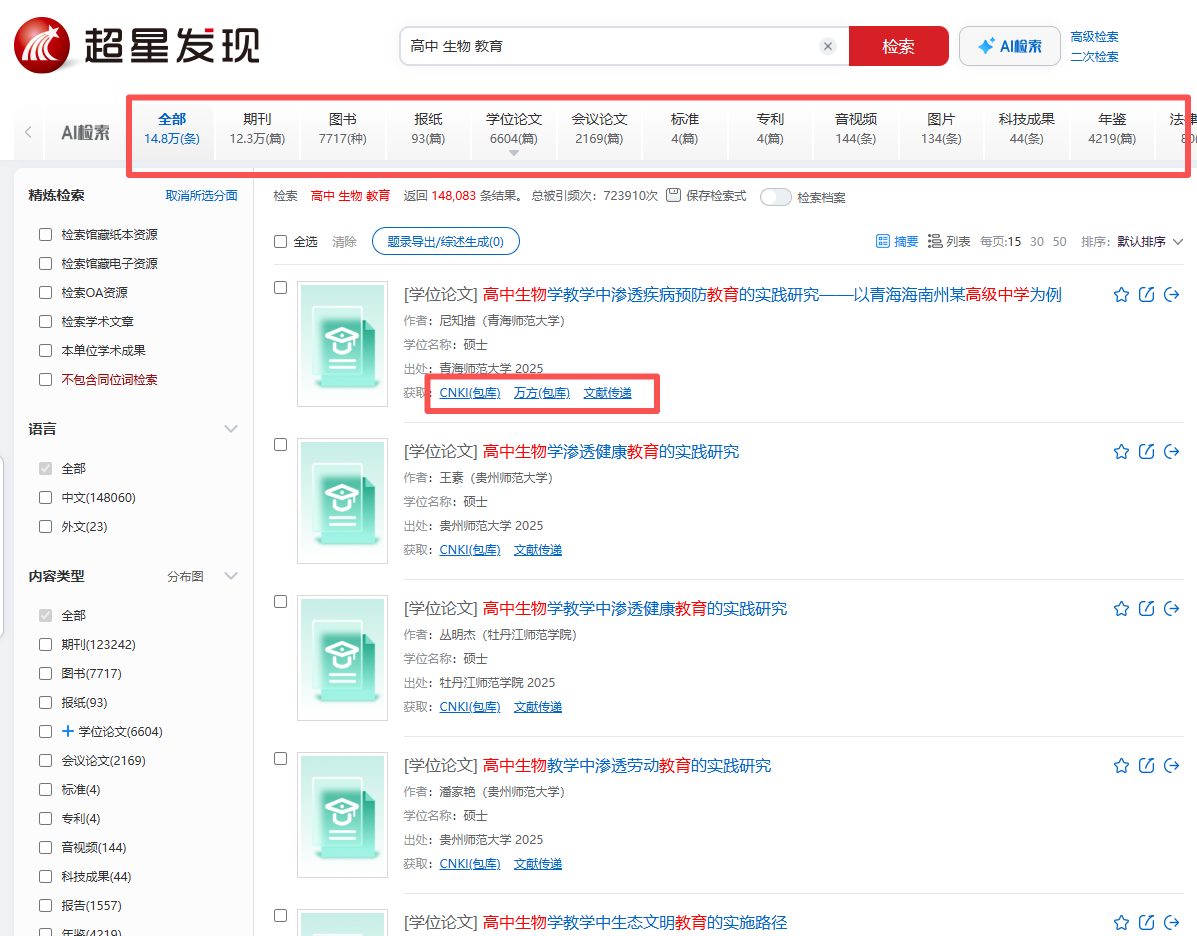 超星发现
高中 生物 教育
检索
AI检索
高级检索
二次检索
AI检索
全部
14.8万(条)
期刊
12.3万(篇)
图书
7717(种)
报纸
93(篇)
学位论文
6604(篇)
会议论文
2169(篇)
标准
4(篇)
专利
4(篇)
音视频
144(条)
图片
134(条)
科技成果
44(条)
年鉴
4219(篇)
精炼检索 取消所选分面
检索馆藏纸本资源
检索馆藏电子资源
检索OA资源
检索学术文章
本单位学术成果
不包含同位词检索
语言
全部
中文(148060)
外文(23)
内容类型 分布图
全部
期刊(123242)
图书(7717)
报纸(93)
学位论文(6604)
会议论文(2169)
标准(4)
专利(4)
音视频(144)
科技成果(44)
报告(1557)
年鉴(4219)
检索 高中 生物 教育 返回 148,083 条结果。 总被引频次：723910次 保存检索式 检索档案
全选 清除 题录导出/综述生成(0) 摘要 列表 每页:15 30 50 排序: 默认排序
[学位论文] 高中生物学教学中渗透疾病预防教育的实践研究——以青海海南州某高级中学为例
作者：尼知措（青海师范大学）
学位名称：硕士
出处：青海师范大学 2025
获取: CNKI(包库) 万方(包库) 文献传递
[学位论文] 高中生物学渗透健康教育的实践研究
作者：王素（贵州师范大学）
学位名称：硕士
出处：贵州师范大学 2025
获取：CNKI(包库) 文献传递
[学位论文] 高中生物学教学中渗透健康教育的实践研究
作者：丛明杰（牡丹江师范学院）
学位名称：硕士
出处：牡丹江师范学院 2025
获取：CNKI(包库) 文献传递
[学位论文] 高中生物教学中渗透劳动教育的实践研究
作者：潘家艳（贵州师范大学）
学位名称：硕士
出处：贵州师范大学 2025
获取：CNKI(包库) 文献传递
[学位论文] 高中生物学教学中生态文明教育的实施路径